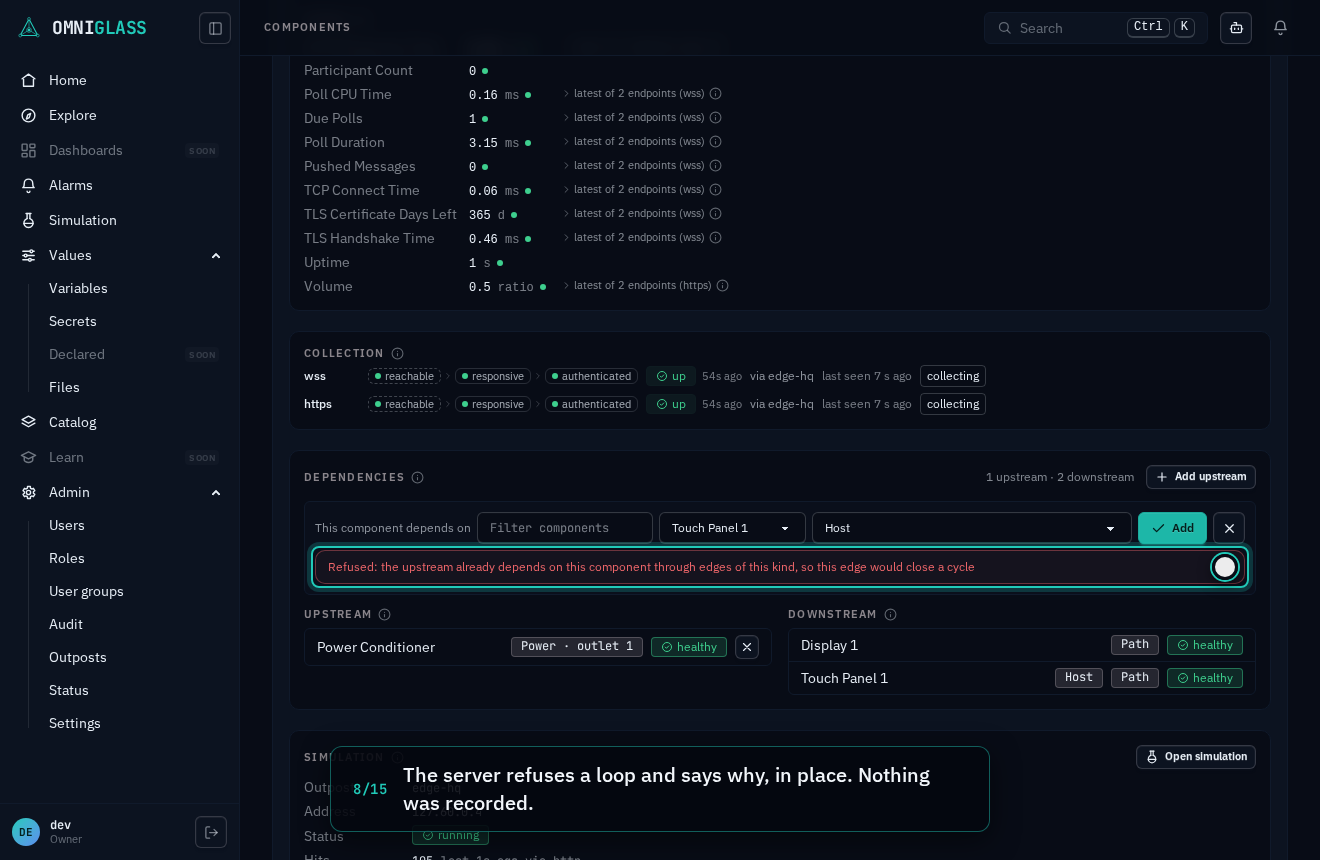 OMNIGLASS
COMPONENTS
Search
Ctrl
K
Home
Explore
Dashboards
SOON
Alarms
Simulation
Values
Variables
Secrets
Declared
SOON
Files
Catalog
Learn
SOON
Admin
Users
Roles
User groups
Audit
Outposts
Status
Settings
DE
dev
Owner
Participant Count 0
Poll CPU Time 0.16 ms latest of 2 endpoints (wss)
Due Polls 1 latest of 2 endpoints (wss)
Poll Duration 3.15 ms latest of 2 endpoints (wss)
Pushed Messages 0 latest of 2 endpoints (wss)
TCP Connect Time 0.06 ms latest of 2 endpoints (wss)
TLS Certificate Days Left 365 d latest of 2 endpoints (wss)
TLS Handshake Time 0.46 ms latest of 2 endpoints (wss)
Uptime 1 s
Volume 0.5 ratio latest of 2 endpoints (https)
COLLECTION
wss reachable responsive authenticated up 54s ago via edge-hq last seen 7 s ago collecting
https reachable responsive authenticated up 54s ago via edge-hq last seen 7 s ago collecting
DEPENDENCIES
1 upstream · 2 downstream
Add upstream
This component depends on Filter components Touch Panel 1 Host Add
Refused: the upstream already depends on this component through edges of this kind, so this edge would close a cycle
UPSTREAM
Power Conditioner Power · outlet 1 healthy
DOWNSTREAM
Display 1 Path healthy
Touch Panel 1 Host Path healthy
SIMULATION
Open simulation
edge-hq
Status running
8/15
The server refuses a loop and says why, in place. Nothing
was recorded.